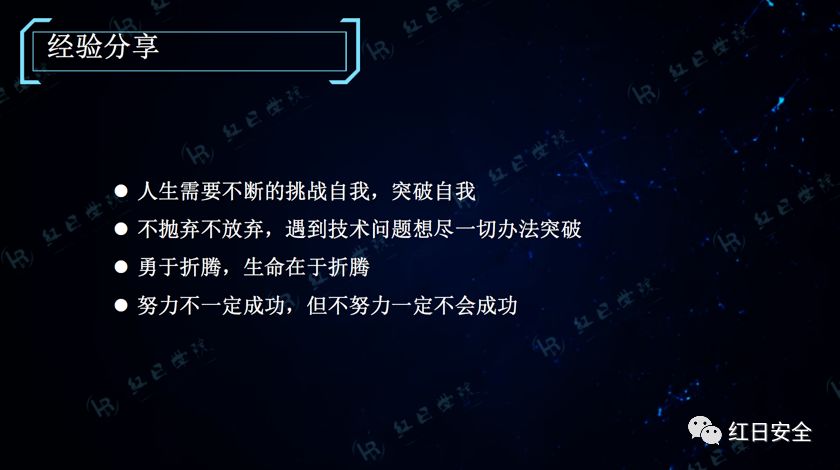 经验分享
人生需要不断的挑战自我，突破自我
不抛弃不放弃，遇到技术问题想尽一切办法突破
勇于折腾，生命在于折腾
努力不一定成功，但不努力一定不会成功
红日安全